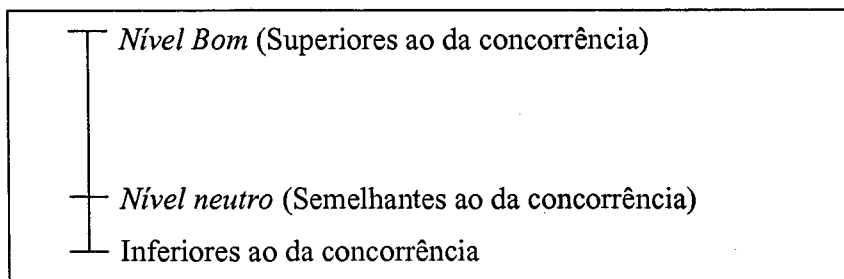 Nível Bom (Superiores ao da concorrência)
Nível neutro (Semelhantes ao da concorrência)
Inferiores ao da concorrência